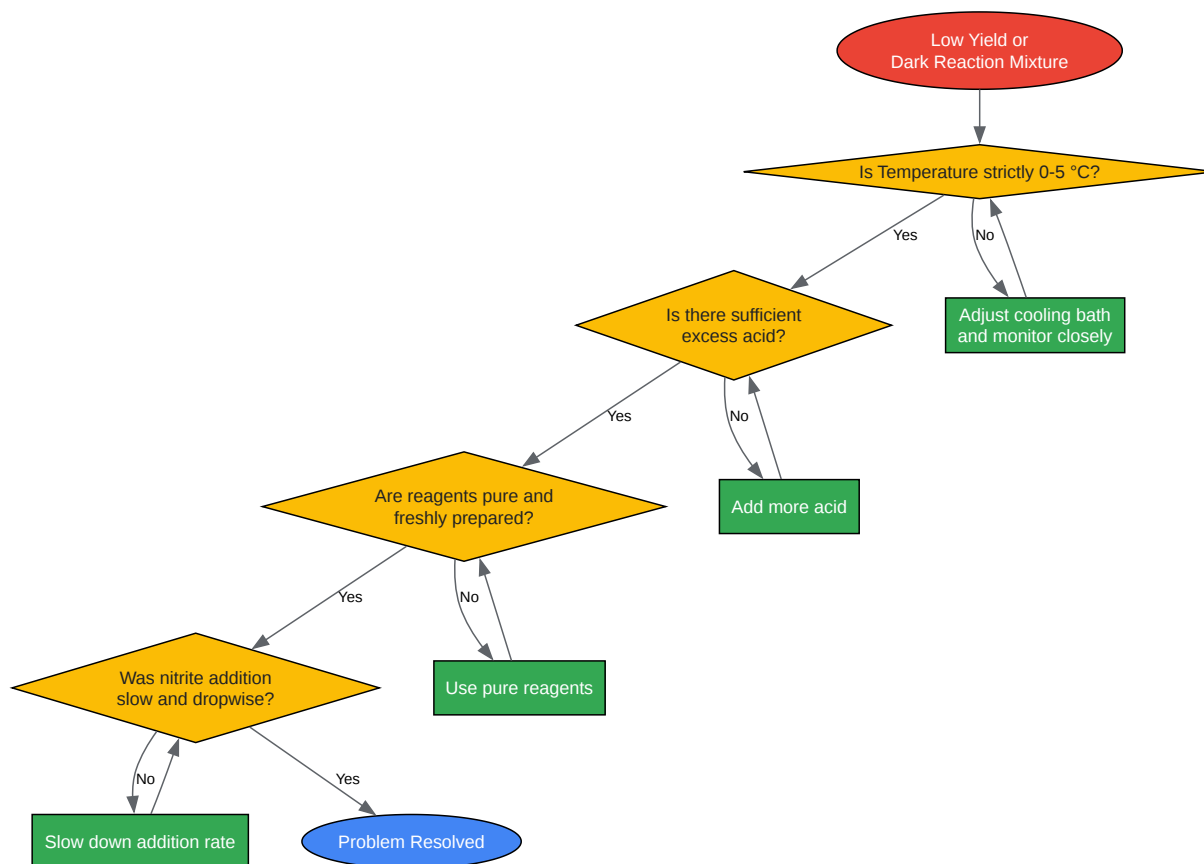 Low Yield or
Dark Reaction Mixture
Is Temperature strictly 0-5 °C?
Yes
No
Is there sufficient
excess acid?
Adjust cooling bath
and monitor closely
Yes
No
Are reagents pure and
freshly prepared?
Add more acid
Yes
No
Was nitrite addition
slow and dropwise?
Use pure reagents
No
Yes
Slow down addition rate
Problem Resolved